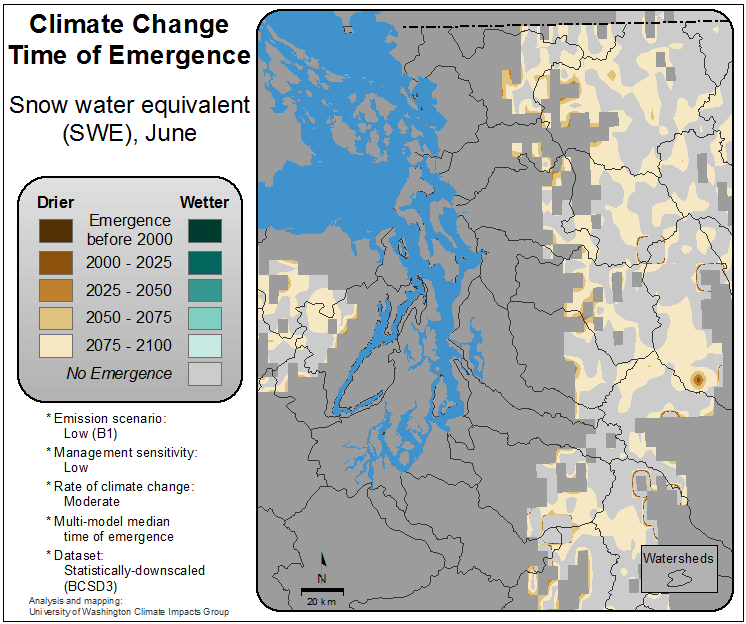 Climate Change
Time of Emergence
Snow water equivalent
(SWE), June
Drier Wetter
Emergence
before 2000
2000 - 2025
2025 - 2050
2050 - 2075
2075 - 2100
No Emergence
* Emission scenario:
Low (B1)
* Management sensitivity:
Low
* Rate of climate change:
Moderate
* Multi-model median
time of emergence
* Dataset:
Statistically-downscaled
(BCSD3)
Analysis and mapping:
University of Washington Climate Impacts Group
N
20 km
Watersheds